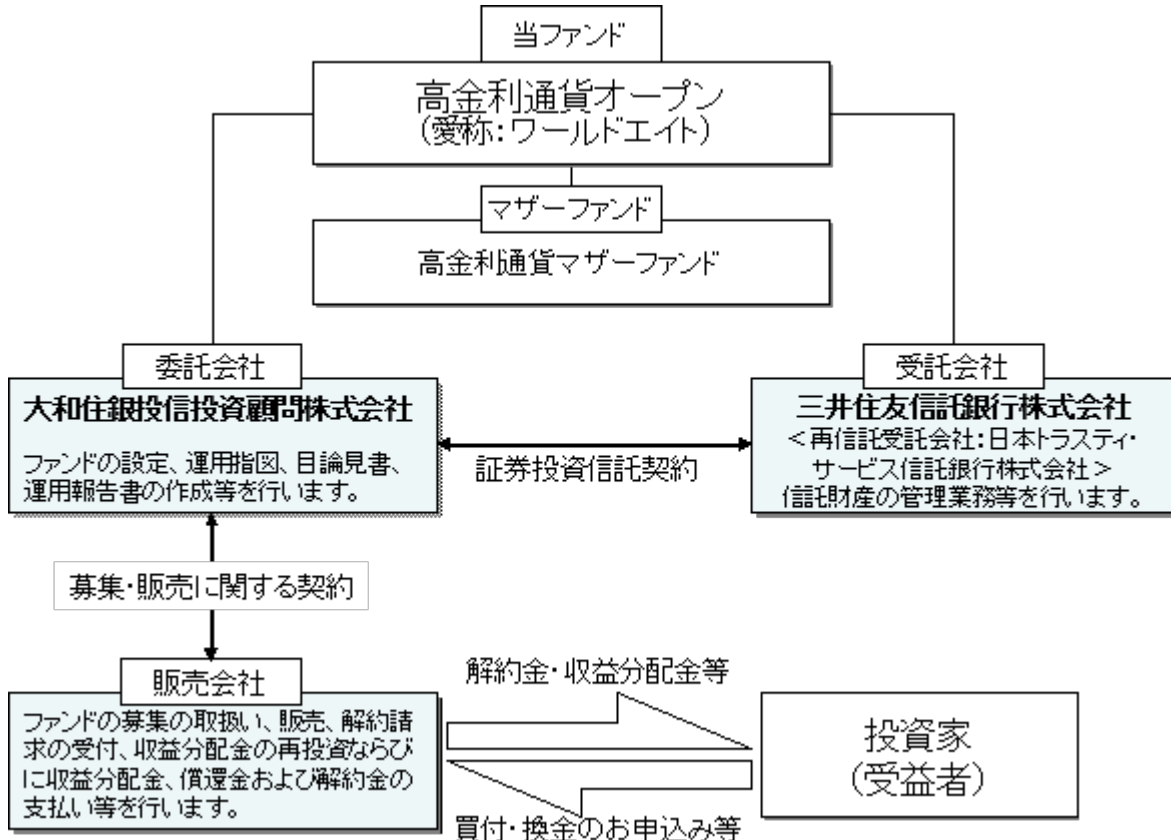 当ファンド
高金利通貨オープン
(愛称:ワールドエイト)
マザーファンド
高金利通貨マザーファンド
委託会社
大和住銀投信投資顧問株式会社
ファンドの設定、運用指図、目論見書、
運用報告書の作成等を行います。
証券投資信託契約
受託会社
三井住友信託銀行株式会社
<再信託受託会社:日本トラスティ・
サービス信託銀行株式会社>
信託財産の管理業務等を行います。
募集・販売に関する契約
販売会社
ファンドの募集の取扱い、販売、解約請
求の受付、収益分配金の再投資ならび
に収益分配金、償還金および解約金の
支払い等を行います。
解約金・収益分配金等
買付・換金のお申込み等
投資家
(受益者)